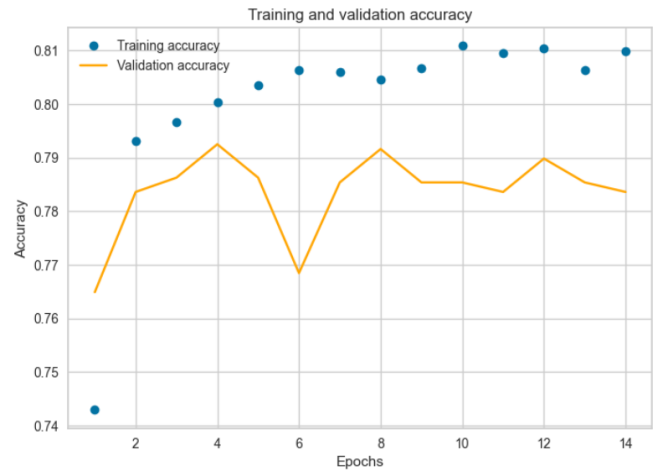 Training and validation accuracy
Training accuracy
Validation accuracy
0.81
0.80
0.79
0.78
0.77
0.76
0.75
0.74
Accuracy
2 4 6 8 10 12 14
Epochs